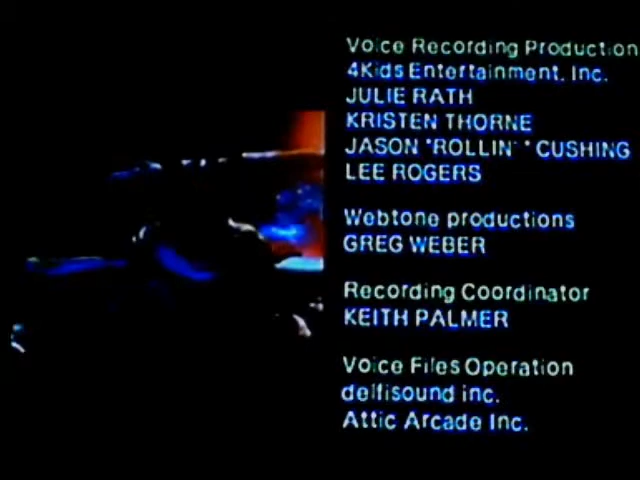 Voice Recording Production
4Kids Entertainment, Inc.
JULIE RATH
KRISTEN THORNE
JASON "ROLLIN' " CUSHING
LEE ROGERS
Webtone productions
GREG WEBER
Recording Coordinator
KEITH PALMER
Voice Files Operation
delfisound inc.
Attic Arcade Inc.